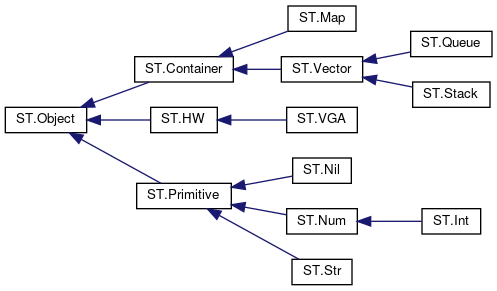 ST.Map
ST.Queue
ST.Container
ST.Vector
ST.Stack
ST.Object
ST.HW
ST.VGA
ST.Nil
ST.Primitive
ST.Num
ST.Int
ST.Str